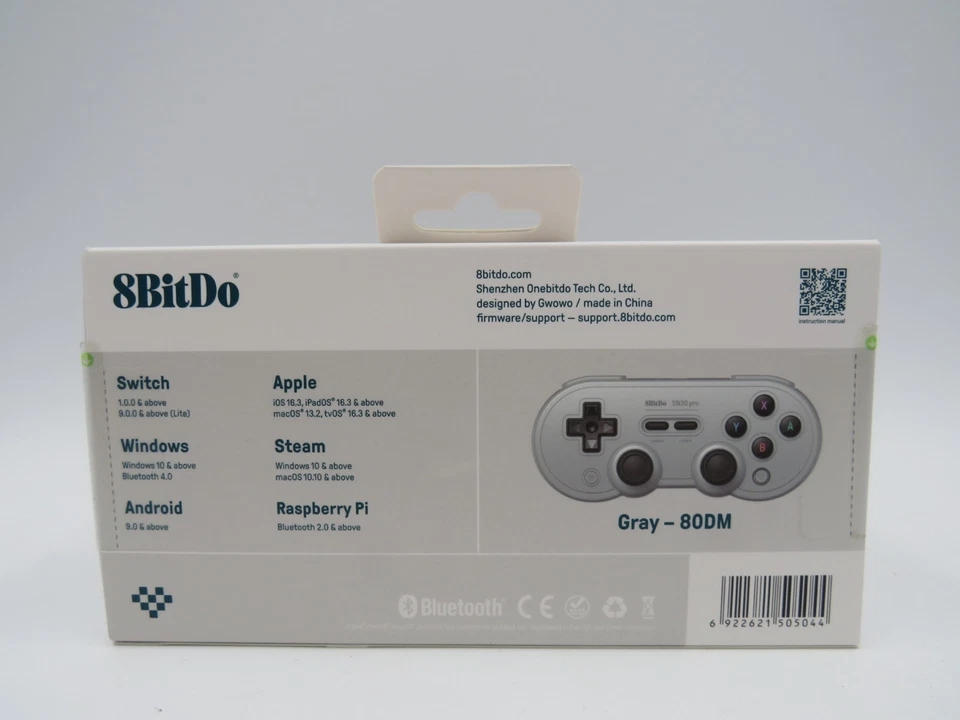 8BitDo®
8bitdo.com
Shenzhen Onebitdo Tech Co., Ltd.
designed by Gwowo / made in China
firmware/support — support.8bitdo.com
instruction manual
Switch
1.0.0 & above
9.0.0 & above (Lite)
Apple
iOS 16.3, iPadOS® 16.3 & above
macOS® 13.2, tvOS® 16.3 & above
Windows
Windows 10 & above
Bluetooth 4.0
Steam
Windows 10 & above
macOS 10.10 & above
Android
9.0 & above
Raspberry Pi
Bluetooth 2.0 & above
8BitDo SN30 pro
X
Y
A
B
Gray – 80DM
Bluetooth®
CE
6 922621 505044